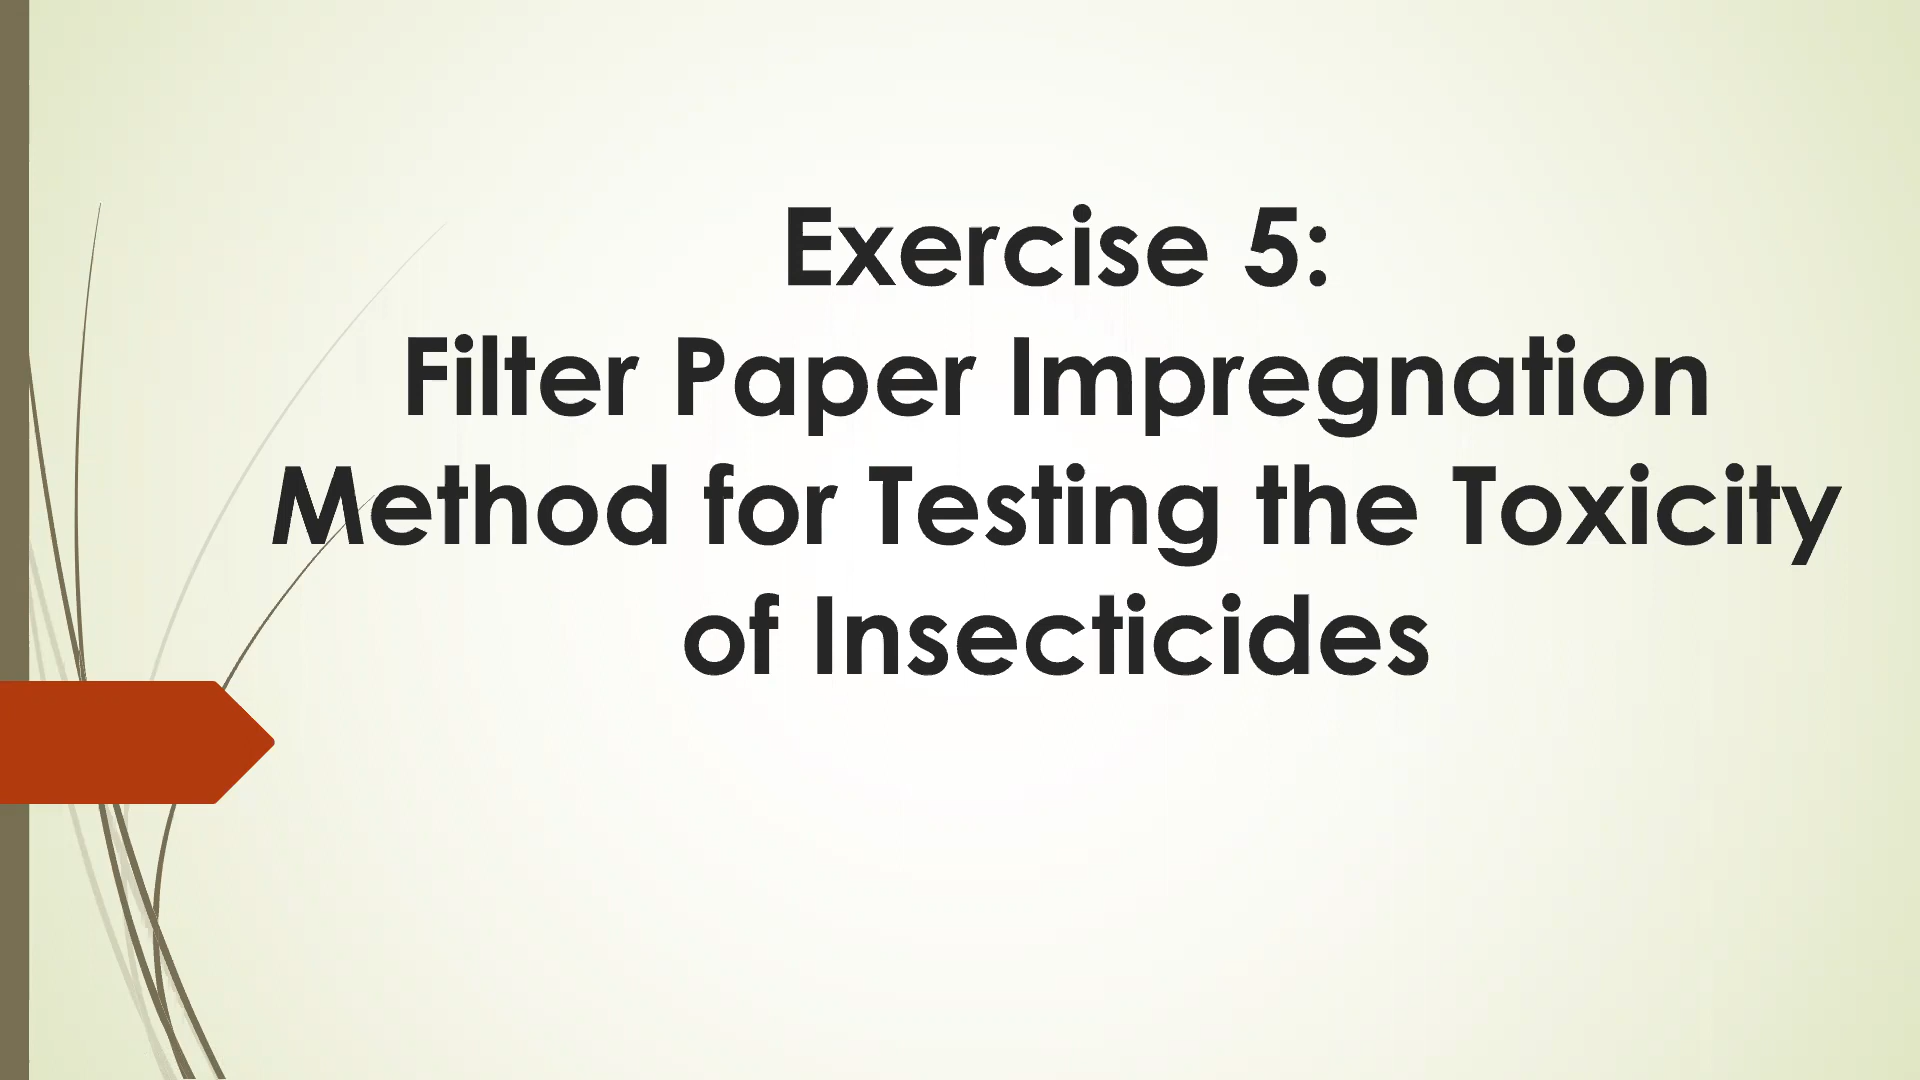 Exercise 5:
Filter Paper Impregnation
Method for Testing the Toxicity
of Insecticides